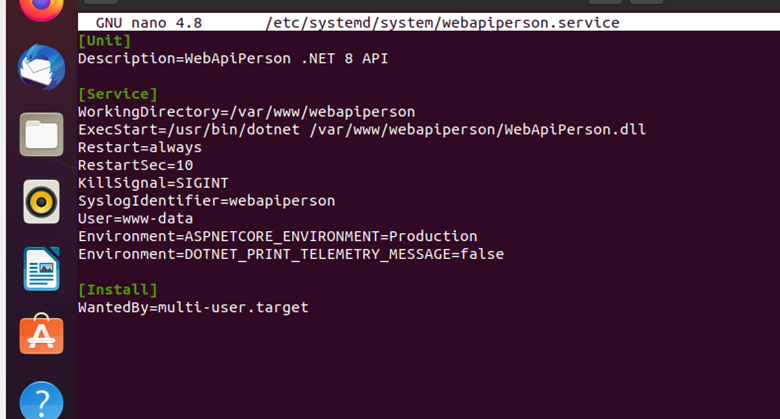 GNU nano 4.8 /etc/systemd/system/webapiperson.service
[Unit]
Description=WebApiPerson .NET 8 API
[Service]
WorkingDirectory=/var/www/webapiperson
ExecStart=/usr/bin/dotnet /var/www/webapiperson/WebApiPerson.dll
Restart=always
RestartSec=10
KillSignal=SIGINT
SyslogIdentifier=webapiperson
User=www-data
Environment=ASPNETCORE_ENVIRONMENT=Production
Environment=DOTNET_PRINT_TELEMETRY_MESSAGE=false
[Install]
WantedBy=multi-user.target